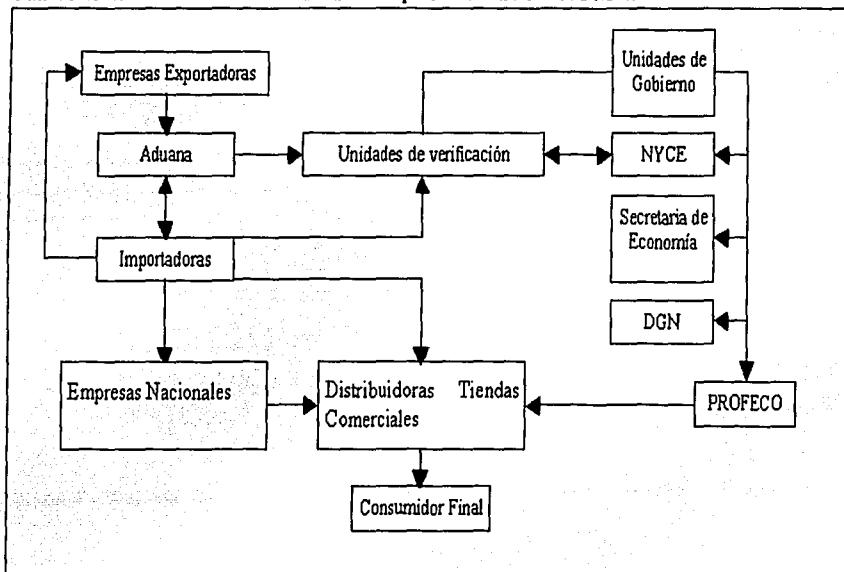 Empresas Exportadoras
Unidades de
Gobierno
Aduana
Unidades de verificación
NYCE
Secretaria de
Economía
Importadoras
DGN
Empresas Nacionales
Distribuidoras Tiendas
Comerciales
PROFECO
Consumidor Final